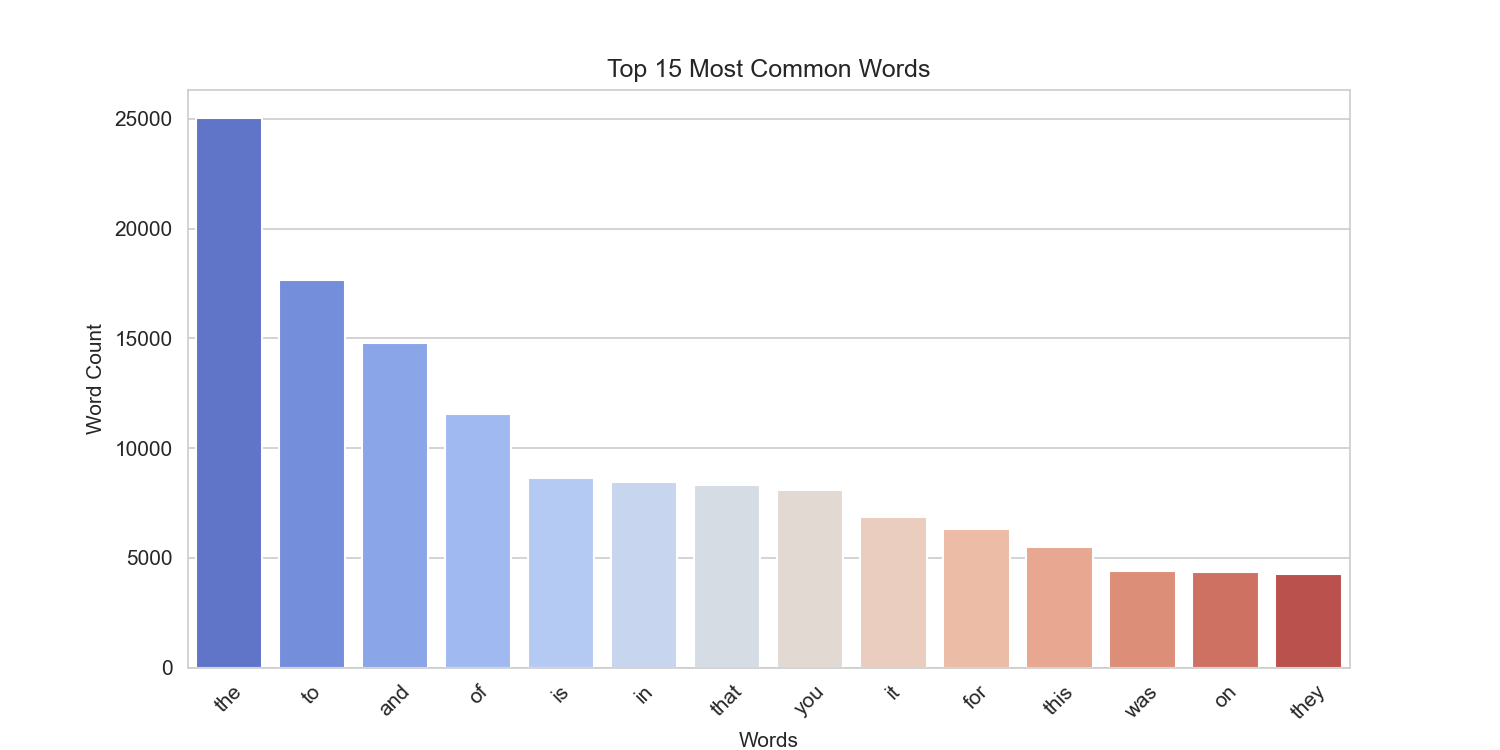 Top 15 Most Common Words
25000
20000
15000
10000
5000
0
Word Count
the to and of is in that you it for this was on they
Words